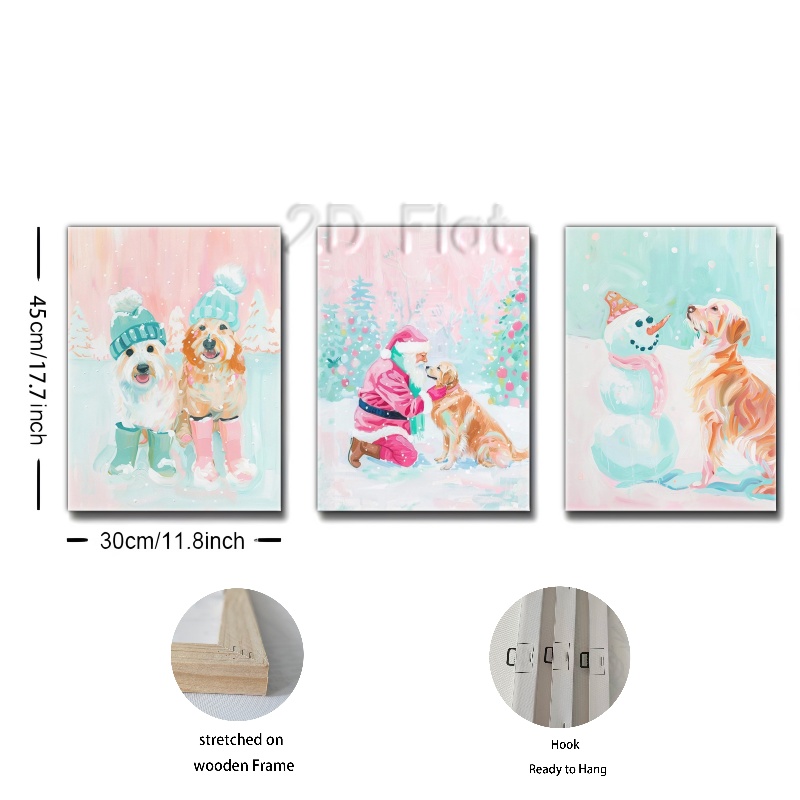 2D Flat
45cm/17.7inch
30cm/11.8inch
stretched on
wooden Frame
Hook
Ready to Hang